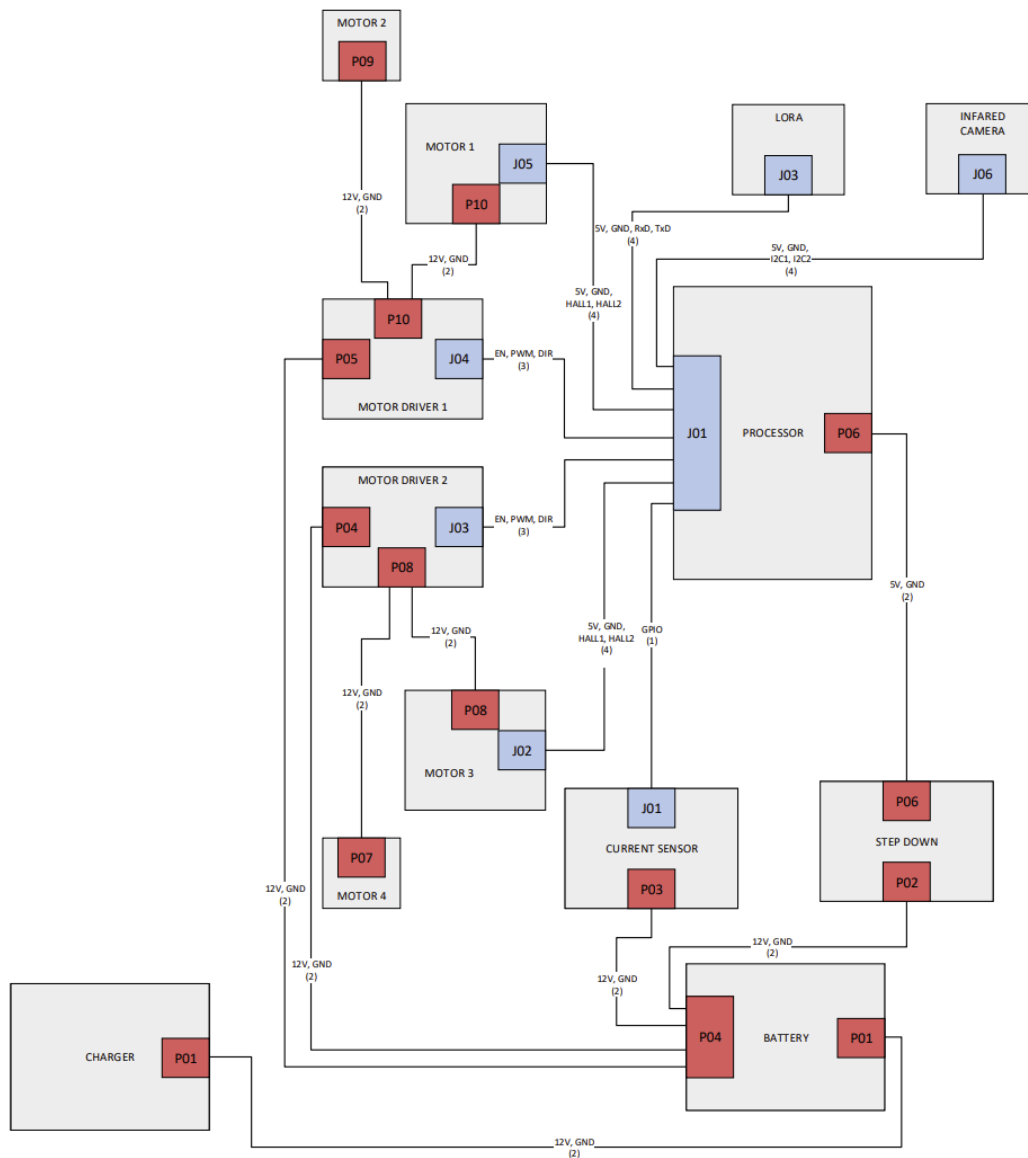 MOTOR 2
P09
MOTOR 1
J05
P10
LORA
J03
INFARED
CAMERA
J06
12V, GND
(2)
5V, GND, RxD, TxD
(4)
5V, GND,
I2C1, I2C2
(4)
12V, GND
(2)
5V, GND,
HALL1, HALL2
(4)
P10
P05
J04
MOTOR DRIVER 1
EN, PWM, DIR
(3)
J01
PROCESSOR
P06
MOTOR DRIVER 2
P04
J03
P08
EN, PWM, DIR
(3)
5V, GND
(2)
12V, GND
(2)
5V, GND,
HALL1, HALL2
(4)
GPIO
(1)
12V, GND
(2)
P08
J02
MOTOR 3
P07
MOTOR 4
J01
CURRENT SENSOR
P03
P06
STEP DOWN
P02
12V, GND
(2)
12V, GND
(2)
12V, GND
(2)
12V, GND
(2)
P04
BATTERY
P01
CHARGER
P01
12V, GND
(2)